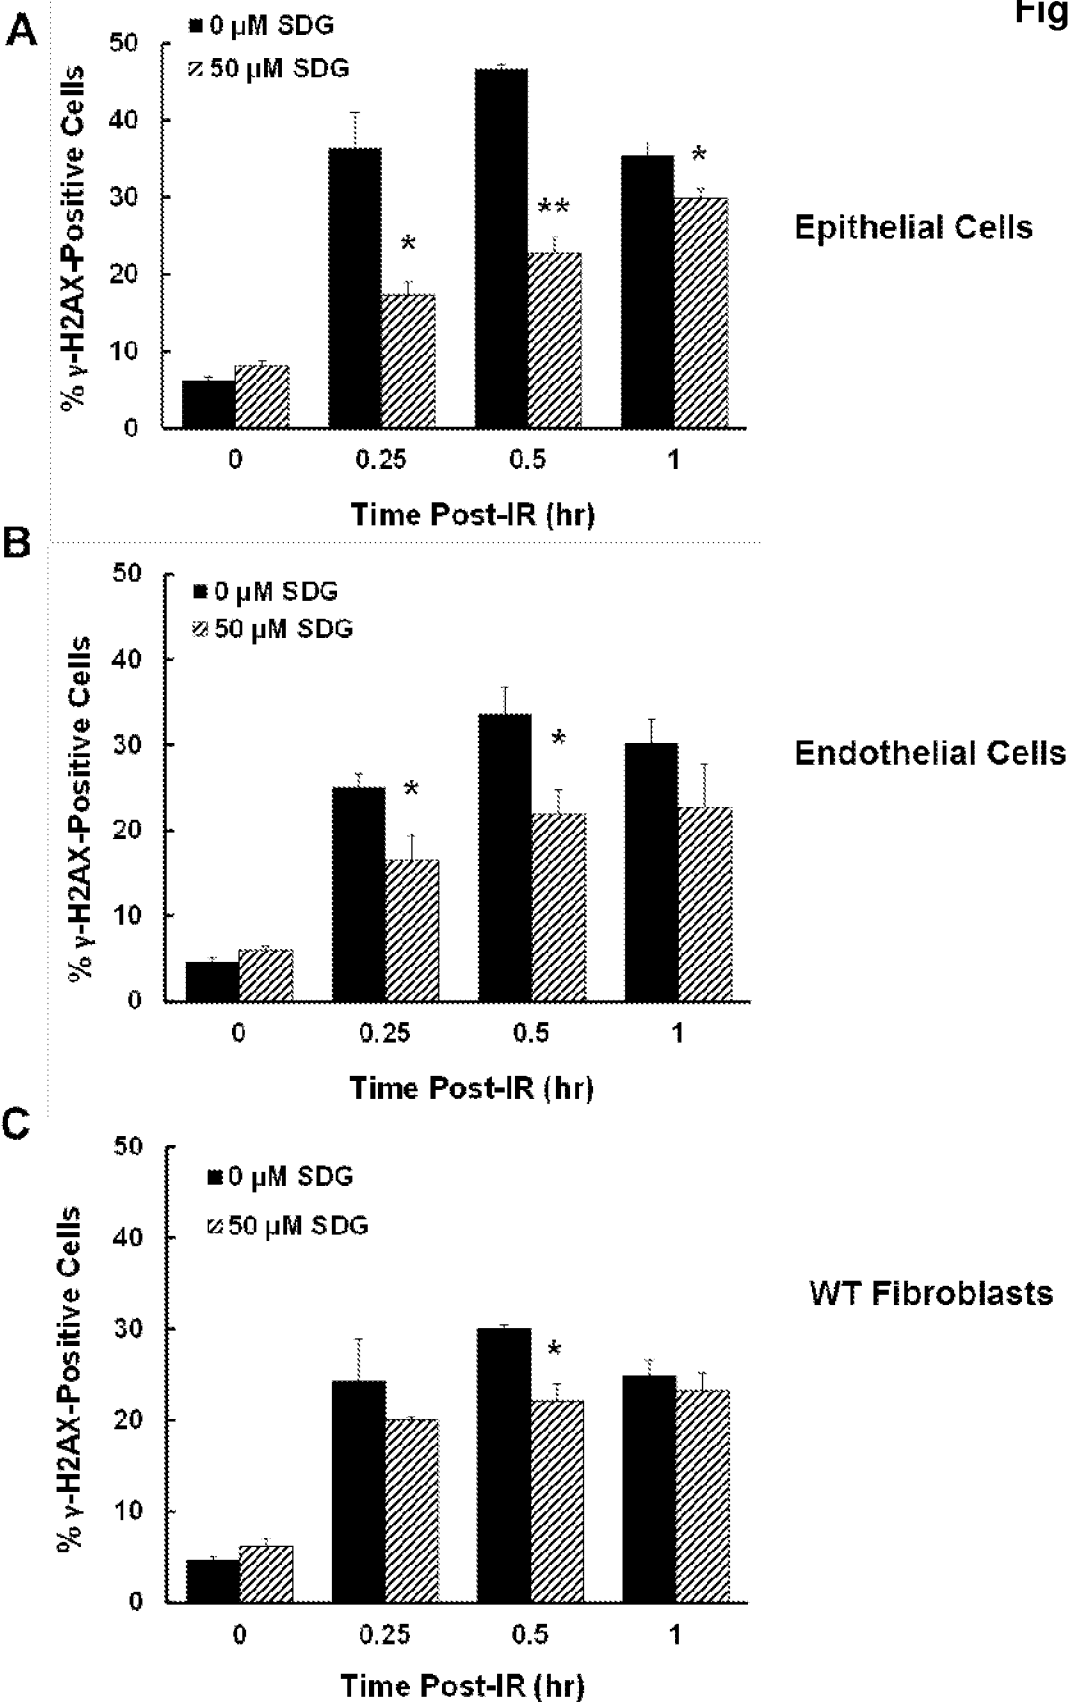 Fig
A
0 µM SDG
50 µM SDG
% γ-H2AX-Positive Cells
50
40
30
20
10
0
*
**
*
0 0.25 0.5 1
Time Post-IR (hr)
Epithelial Cells
B
0 µM SDG
50 µM SDG
% γ-H2AX-Positive Cells
50
40
30
20
10
0
*
*
0 0.25 0.5 1
Time Post-IR (hr)
Endothelial Cells
C
0 µM SDG
50 µM SDG
% γ-H2AX-Positive Cells
50
40
30
20
10
0
*
0 0.25 0.5 1
Time Post-IR (hr)
WT Fibroblasts